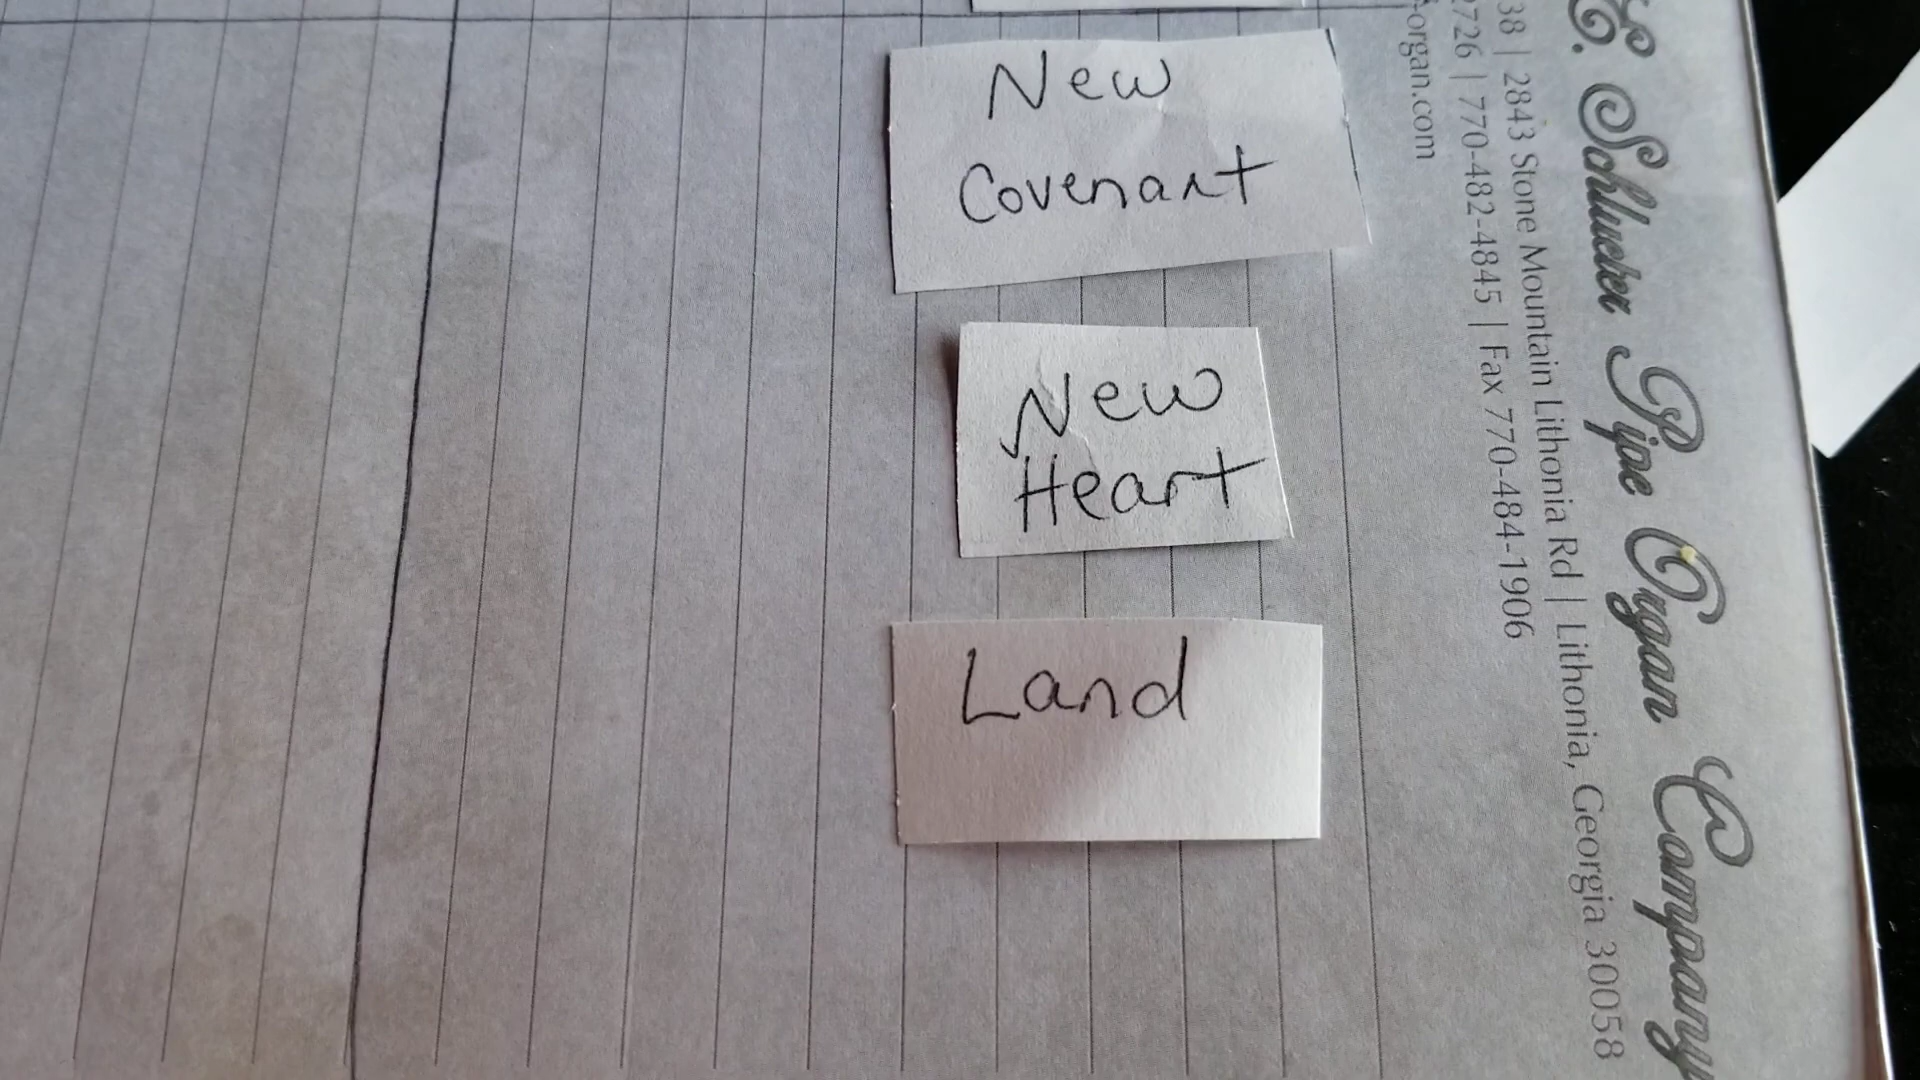 New
Covenant
New
Heart
Land
E. Schlueter Pipe Organ Company
38 | 2843 Stone Mountain Lithonia Rd | Lithonia, Georgia 30058
2726 | 770-482-4845 | Fax 770-484-1906
organ.com